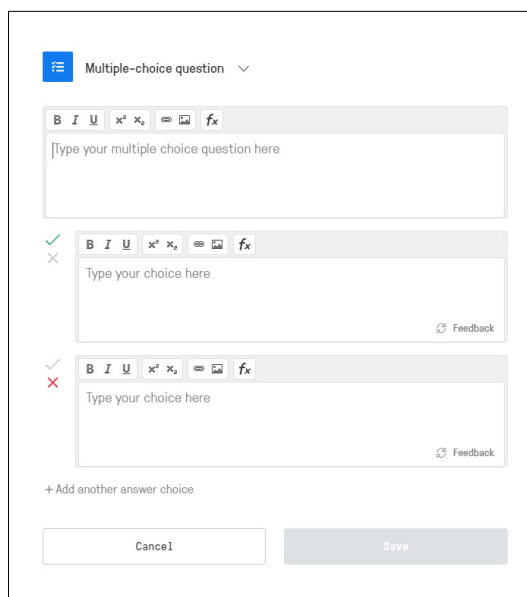 Multiple-choice question
B I U x² x₂ fx
Type your multiple choice question here
B I U x² x₂ fx
Type your choice here
Feedback
B I U x² x₂ fx
Type your choice here
Feedback
+ Add another answer choice
Cancel Save